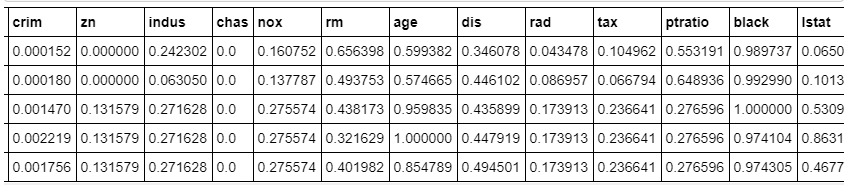 crim zn indus chas nox rm age dis rad tax ptratio black lstat
0.000152 0.000000 0.242302 0.0 0.160752 0.656398 0.599382 0.346078 0.043478 0.104962 0.553191 0.989737 0.0650
0.000180 0.000000 0.063050 0.0 0.137787 0.493753 0.574665 0.446102 0.086957 0.066794 0.648936 0.992990 0.1013
0.001470 0.131579 0.271628 0.0 0.275574 0.438173 0.959835 0.435899 0.173913 0.236641 0.276596 1.000000 0.5309
0.002219 0.131579 0.271628 0.0 0.275574 0.321629 1.000000 0.447919 0.173913 0.236641 0.276596 0.974104 0.8631
0.001756 0.131579 0.271628 0.0 0.275574 0.401982 0.854789 0.494501 0.173913 0.236641 0.276596 0.974305 0.4677